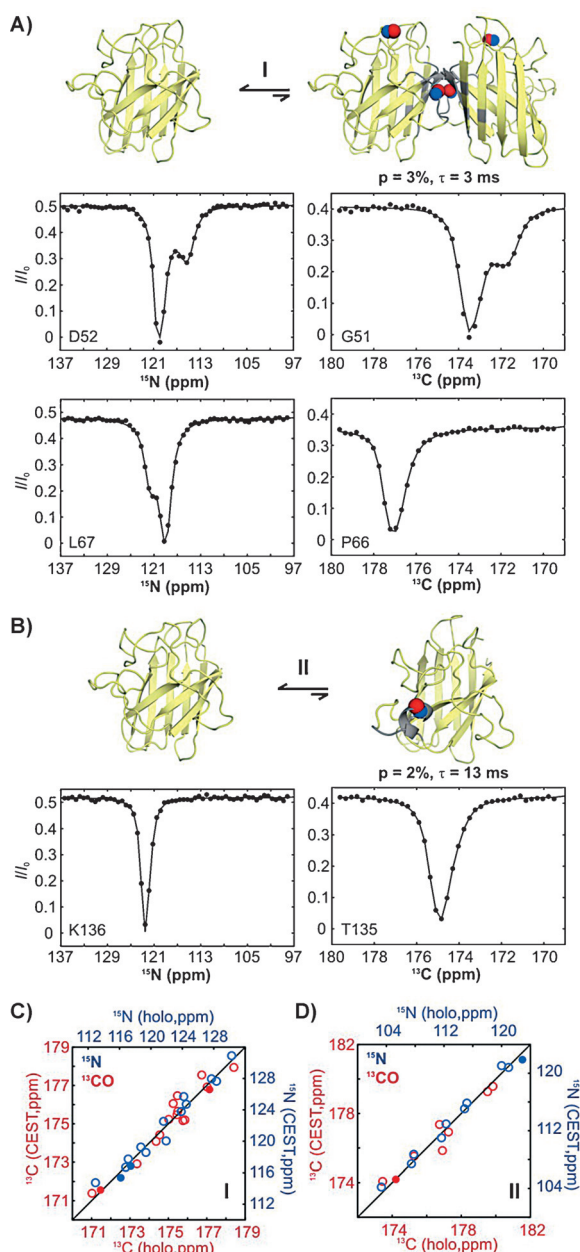 A)
I
p = 3%, τ = 3 ms
0.5
0.4
0.3
0.2
0.1
0
I/I₀
D52
137 129 121 113 105 97
¹⁵N (ppm)
0.4
0.3
0.2
0.1
0
G51
180 178 176 174 172 170
¹³C (ppm)
0.5
0.4
0.3
0.2
0.1
0
I/I₀
L67
137 129 121 113 105 97
¹⁵N (ppm)
0.4
0.3
0.2
0.1
0
P66
180 178 176 174 172 170
¹³C (ppm)
B)
II
p = 2%, τ = 13 ms
0.5
0.4
0.3
0.2
0.1
0
I/I₀
K136
137 129 121 113 105 97
¹⁵N (ppm)
0.4
0.3
0.2
0.1
0
T135
180 178 176 174 172 170
¹³C (ppm)
C)
¹⁵N (holo,ppm)
112 116 120 124 128
179
177
175
173
171
¹³C (CEST,ppm)
¹⁵N
¹³CO
128
124
120
116
112
¹⁵N (CEST,ppm)
I
171 173 175 177 179
¹³C (holo,ppm)
D)
¹⁵N (holo,ppm)
104 112 120
182
178
174
¹³C (CEST,ppm)
¹⁵N
¹³CO
120
112
104
¹⁵N (CEST,ppm)
II
174 178 182
¹³C (holo,ppm)